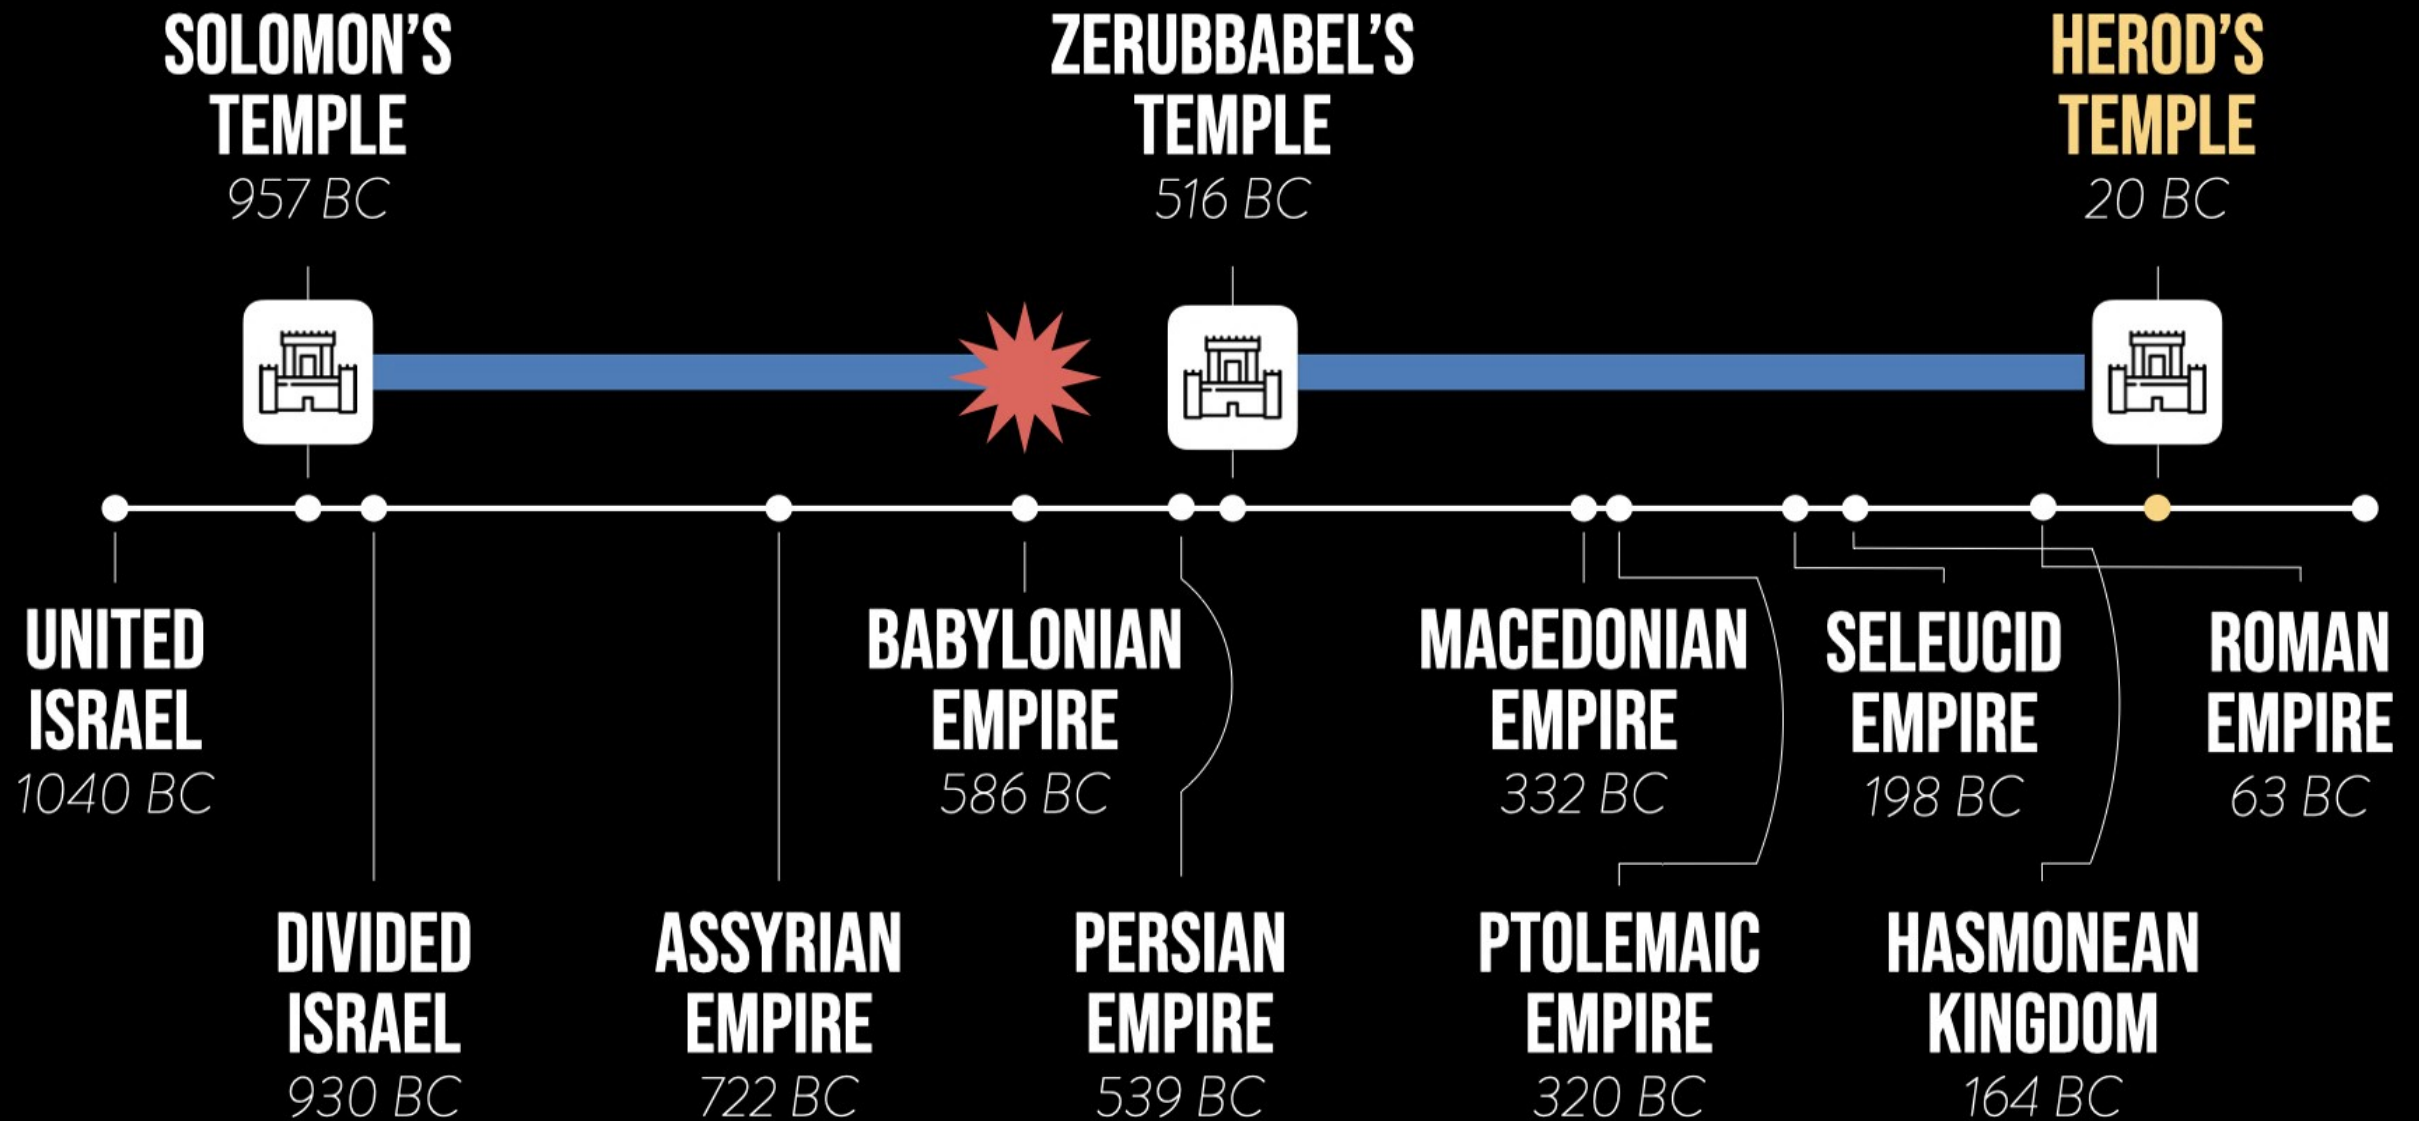 SOLOMON'S
TEMPLE
957 BC
ZERUBBABEL'S
TEMPLE
516 BC
HEROD'S
TEMPLE
20 BC
UNITED
ISRAEL
1040 BC
BABYLONIAN
EMPIRE
586 BC
MACEDONIAN
EMPIRE
332 BC
SELEUCID
EMPIRE
198 BC
ROMAN
EMPIRE
63 BC
DIVIDED
ISRAEL
930 BC
ASSYRIAN
EMPIRE
722 BC
PERSIAN
EMPIRE
539 BC
PTOLEMAIC
EMPIRE
320 BC
HASMONEAN
KINGDOM
164 BC